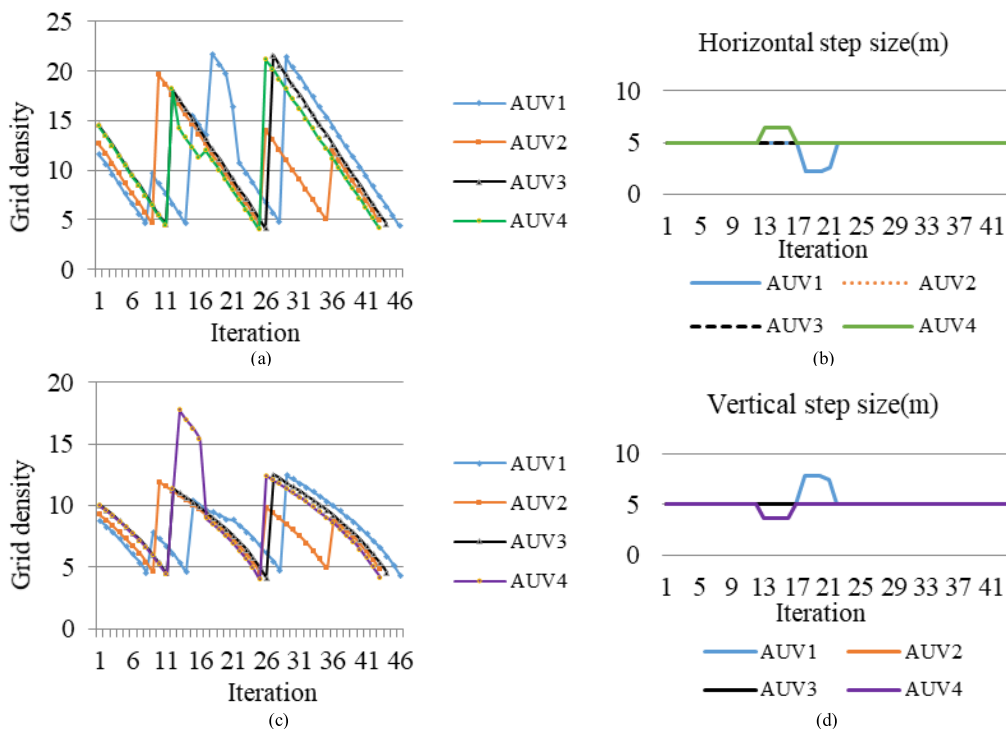 25
20
15
10
5
0
Grid density
1 6 11 16 21 26 31 36 41 46
Iteration
AUV1
AUV2
AUV3
AUV4
(a)
Horizontal step size(m)
10
5
0
1 5 9 13 17 21 25 29 33 37 41
Iteration
AUV1 AUV2
AUV3 AUV4
(b)
20
15
10
5
0
Grid density
1 6 11 16 21 26 31 36 41 46
Iteration
AUV1
AUV2
AUV3
AUV4
(c)
Vertical step size(m)
10
5
0
1 5 9 13 17 21 25 29 33 37 41
Iteration
AUV1 AUV2
AUV3 AUV4
(d)